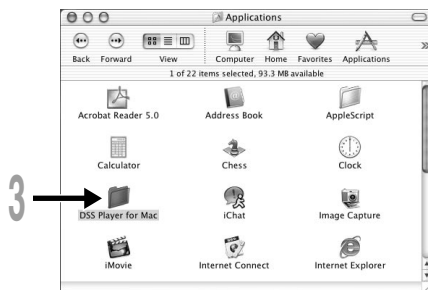 Applications
Back Forward View Computer Home Favorites Applications
1 of 22 items selected, 93.3 MB available
Acrobat Reader 5.0 Address Book AppleScript
Calculator Chess Clock
3
DSS Player for Mac iChat Image Capture
iMovie Internet Connect Internet Explorer